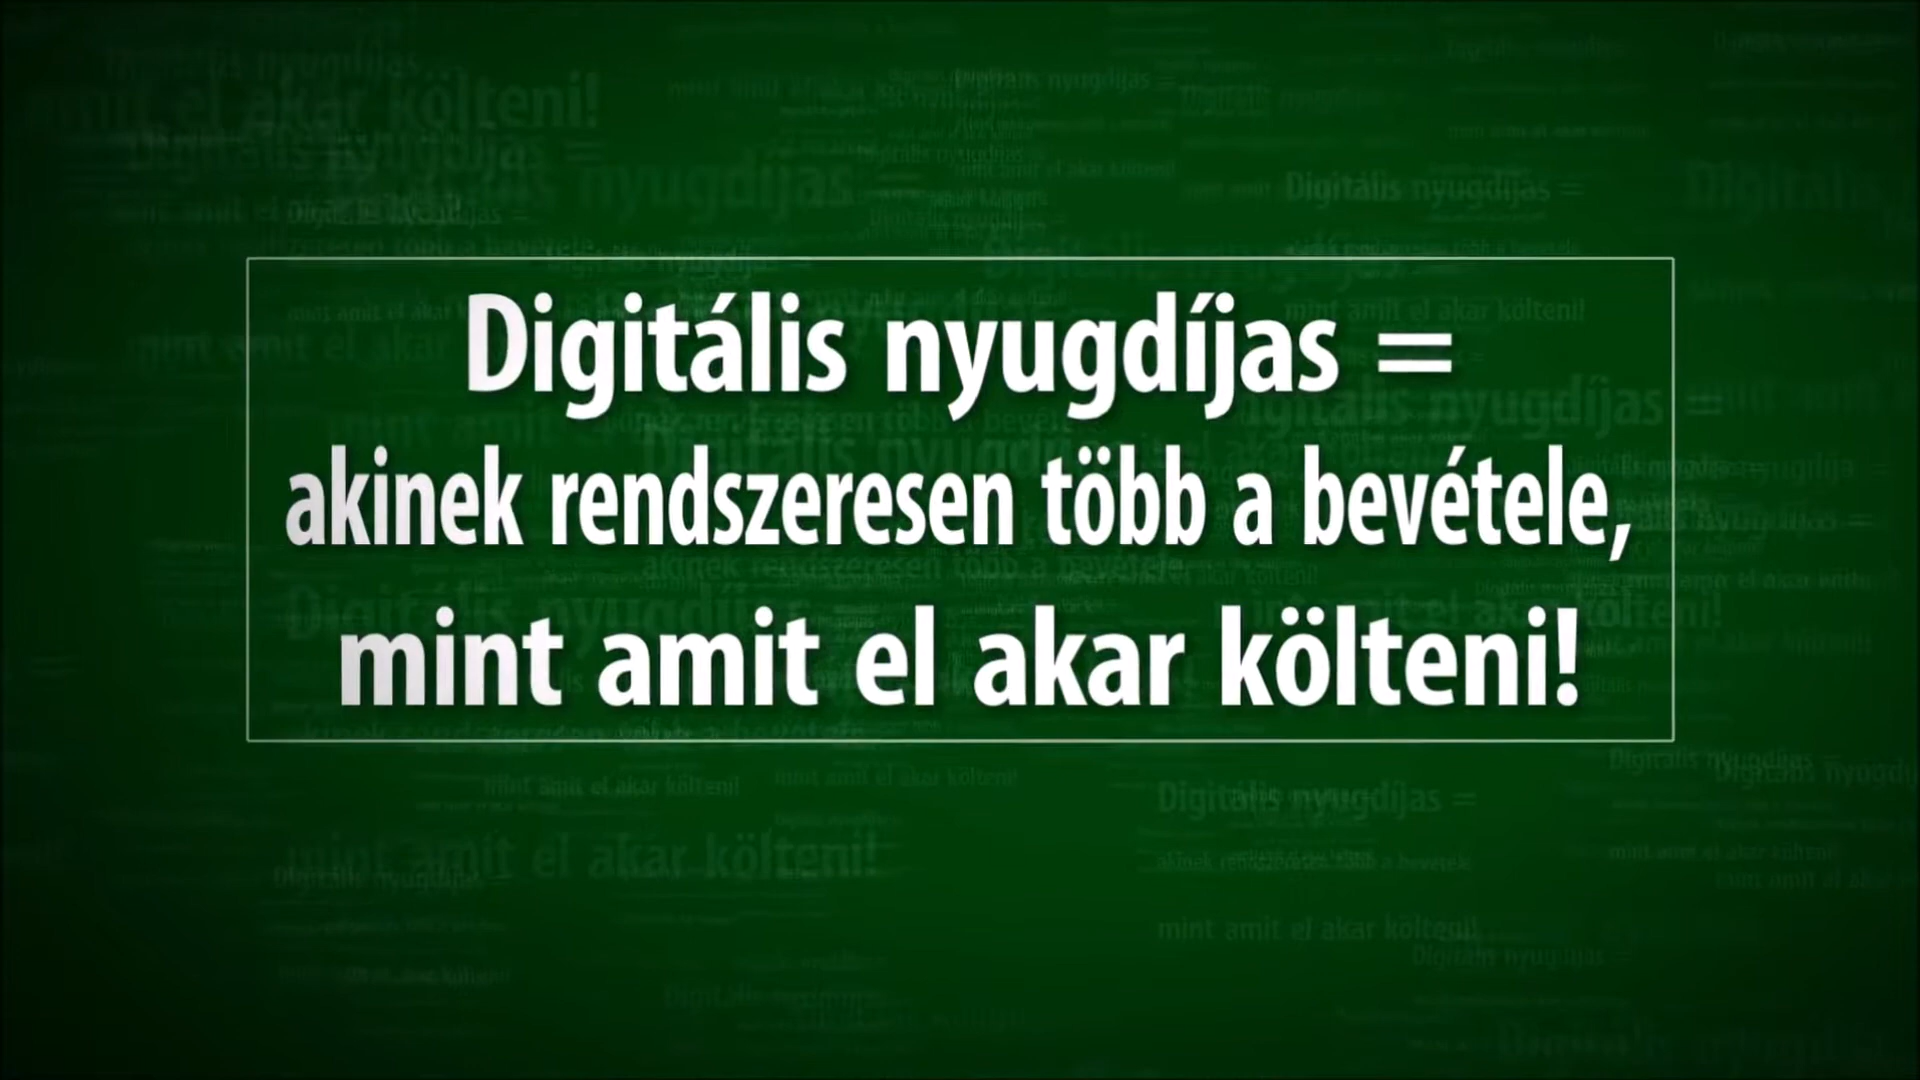 Digitális nyugdíjas =
akinek rendszeresen több a bevétele,
mint amit el akar költeni!